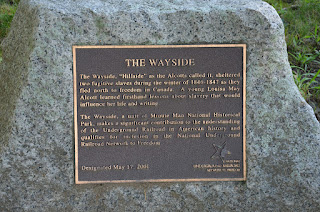 THE WAYSIDE
The Wayside, "Hillside" as the Alcotts called it, sheltered
two fugitive slaves during the winter of 1846-1847 as they
fled north to freedom in Canada. A young Louisa May
Alcott learned firsthand lessons about slavery that would
influence her life and writing.
The Wayside, a unit of Minute Man National Historical
Park, makes a significant contribution to the understanding
of the Underground Railroad in American history and
qualifies for inclusion in the National Underground
Railroad Network to Freedom
Designated May 17, 2001